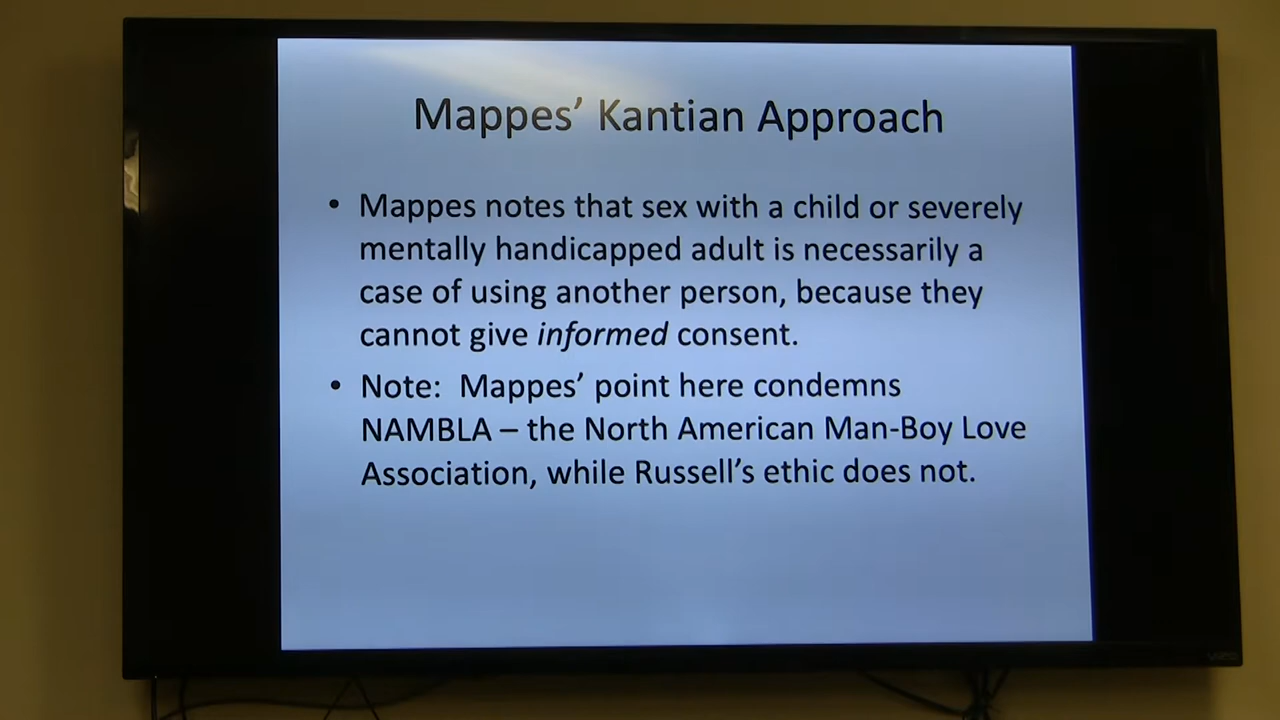 Mappes’ Kantian Approach
• Mappes notes that sex with a child or severely
mentally handicapped adult is necessarily a
case of using another person, because they
cannot give informed consent.
• Note: Mappes’ point here condemns
NAMBLA – the North American Man-Boy Love
Association, while Russell’s ethic does not.
VIZIO